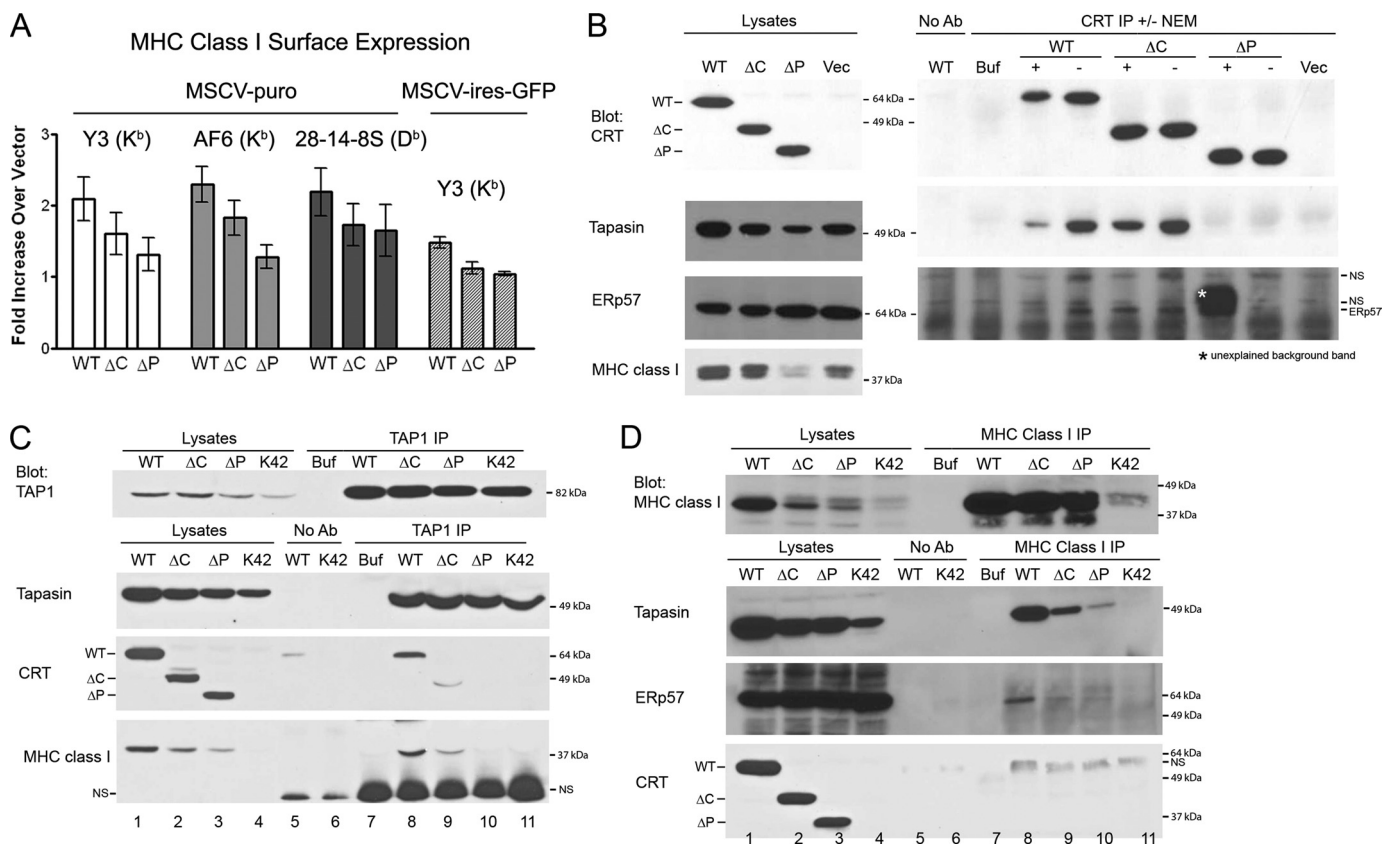 A
MHC Class I Surface Expression
MSCV-puro
MSCV-ires-GFP
Y3 (Kᵇ)
AF6 (Kᵇ)
28-14-8S (Dᵇ)
Y3 (Kᵇ)
Fold Increase Over Vector
3
2
1
0
WT ΔC ΔP WT ΔC ΔP WT ΔC ΔP WT ΔC ΔP
B
Lysates
No Ab
CRT IP +/- NEM
WT ΔC ΔP
WT ΔC ΔP Vec
WT Buf + - + - + - Vec
Blot:
CRT
WT
ΔC
ΔP
64 kDa
49 kDa
Tapasin
49 kDa
ERp57
64 kDa
NS
NS
ERp57
*
* unexplained background band
MHC class I
37 kDa
C
Lysates
TAP1 IP
WT ΔC ΔP K42 Buf WT ΔC ΔP K42
Blot:
TAP1
82 kDa
Lysates
No Ab
TAP1 IP
WT ΔC ΔP K42 WT K42 Buf WT ΔC ΔP K42
Tapasin
49 kDa
CRT
WT
ΔC
ΔP
64 kDa
49 kDa
MHC class I
37 kDa
NS
NS
1 2 3 4 5 6 7 8 9 10 11
D
Lysates
MHC Class I IP
WT ΔC ΔP K42 Buf WT ΔC ΔP K42
Blot:
MHC class I
49 kDa
37 kDa
Lysates
No Ab
MHC Class I IP
WT ΔC ΔP K42 WT K42 Buf WT ΔC ΔP K42
Tapasin
49 kDa
ERp57
64 kDa
49 kDa
CRT
WT
ΔC
ΔP
64 kDa
NS
49 kDa
37 kDa
1 2 3 4 5 6 7 8 9 10 11